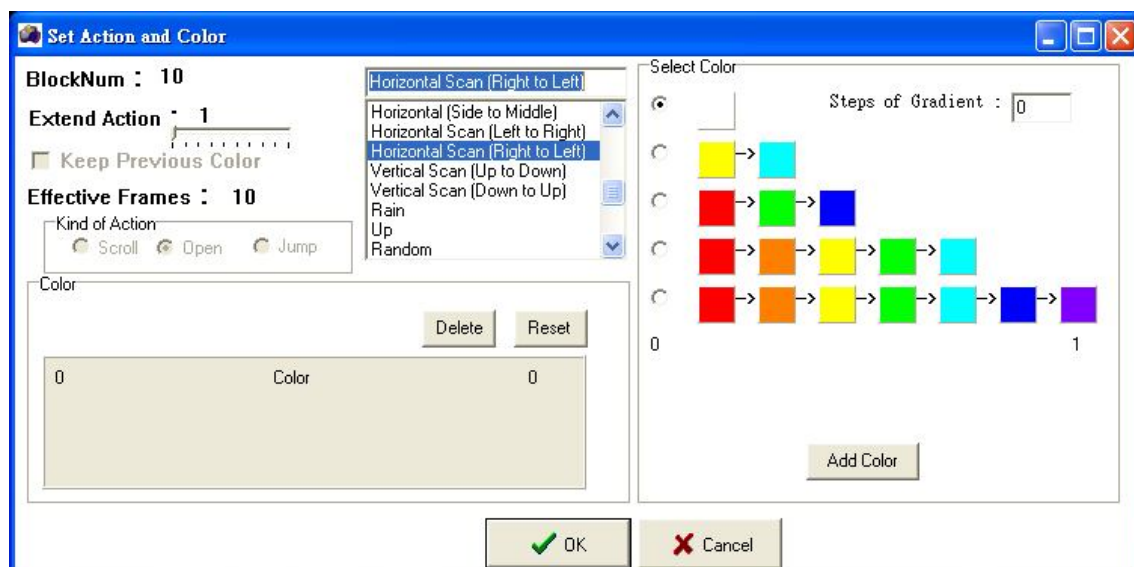 Set Action and Color
BlockNum : 10
Extend Action : 1
Keep Previous Color
Effective Frames : 10
Kind of Action
Scroll Open Jump
Horizontal Scan (Right to Left)
Horizontal (Side to Middle)
Horizontal Scan (Left to Right)
Horizontal Scan (Right to Left)
Vertical Scan (Up to Down)
Vertical Scan (Down to Up)
Rain
Up
Random
Color
Delete Reset
0 Color 0
Select Color
Steps of Gradient : 0
->
-> ->
-> -> -> ->
-> -> -> -> -> ->
0 1
Add Color
OK Cancel